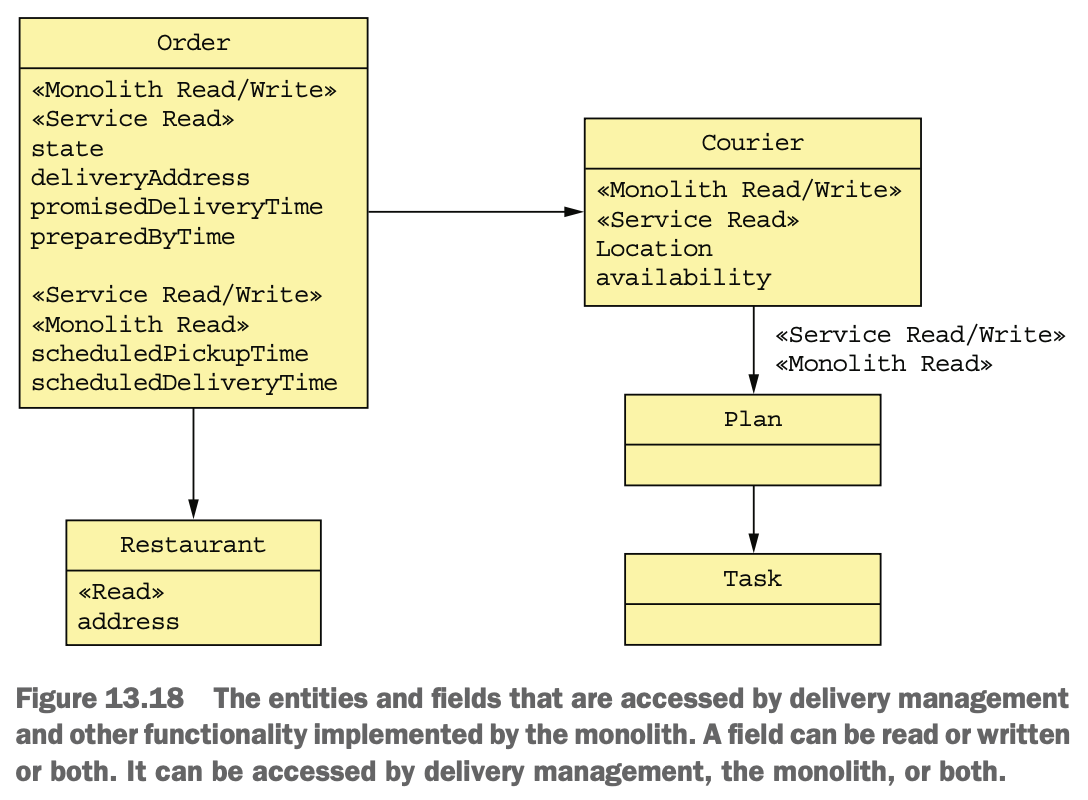 Order
«Monolith Read/Write»
«Service Read»
state
deliveryAddress
promisedDeliveryTime
preparedByTime
«Service Read/Write»
«Monolith Read»
scheduledPickupTime
scheduledDeliveryTime
Courier
«Monolith Read/Write»
«Service Read»
Location
availability
«Service Read/Write»
«Monolith Read»
Plan
Task
Restaurant
«Read»
address
Figure 13.18 The entities and fields that are accessed by delivery management
and other functionality implemented by the monolith. A field can be read or written
or both. It can be accessed by delivery management, the monolith, or both.